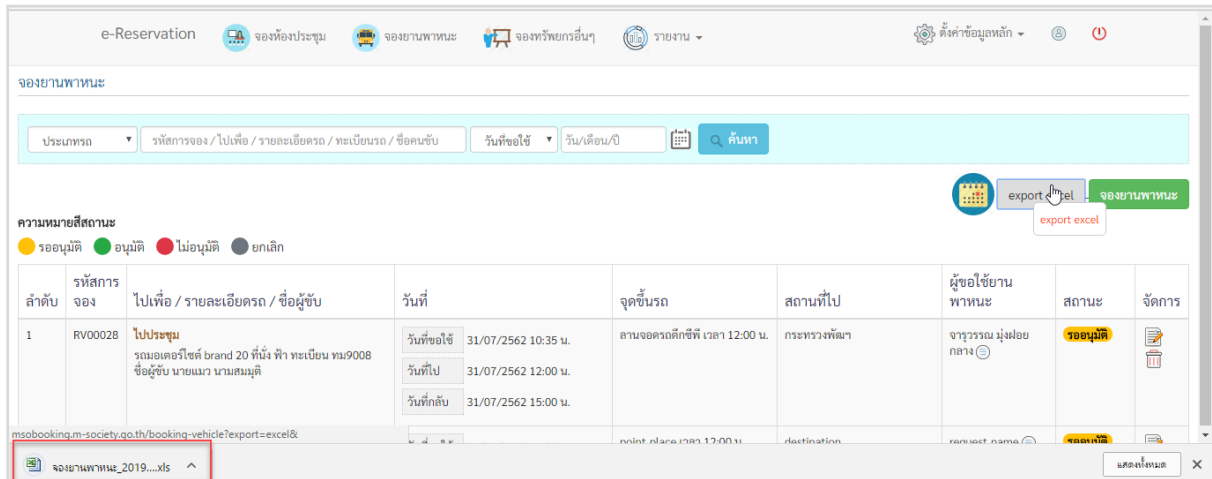 e-Reservation จองห้องประชุม จองยานพาหนะ จองทรัพยกรอื่นๆ รายงาน ตั้งค่าข้อมูลหลัก
จองยานพาหนะ
ประเภทรถ รหัสการจอง / ไปเพื่อ / รายละเอียดรถ / ทะเบียนรถ / ชื่อคนขับ วันที่ขอใช้ วัน/เดือน/ปี ค้นหา
export excel จองยานพาหนะ
export excel
ความหมายสีสถานะ
รออนุมัติ อนุมัติ ไม่อนุมัติ ยกเลิก
ลำดับ รหัสการจอง ไปเพื่อ / รายละเอียดรถ / ชื่อผู้ขับ วันที่ จุดขึ้นรถ สถานที่ไป ผู้ขอใช้ยานพาหนะ สถานะ จัดการ
1 RV00028 ไปประชุม วันที่ขอใช้ 31/07/2562 10:35 น. ลานจอดรถตึกซีพี เวลา 12:00 น. กระทรวงพัฒฯ จารุวรรณ มุ่งฝอยกลาง รออนุมัติ
รถมอเตอร์ไซต์ brand 20 ที่นั่ง ฟ้า ทะเบียน ทม9008
ชื่อผู้ขับ นายแมว นามสมมุติ
วันที่ไป 31/07/2562 12:00 น.
วันที่กลับ 31/07/2562 15:00 น.
msobooking.m-society.go.th/booking-vehicle?export=excel&
point place เวลา 12:00 น. destination request name รออนุมัติ
จองยานพาหนะ_2019....xls แสดงทั้งหมด